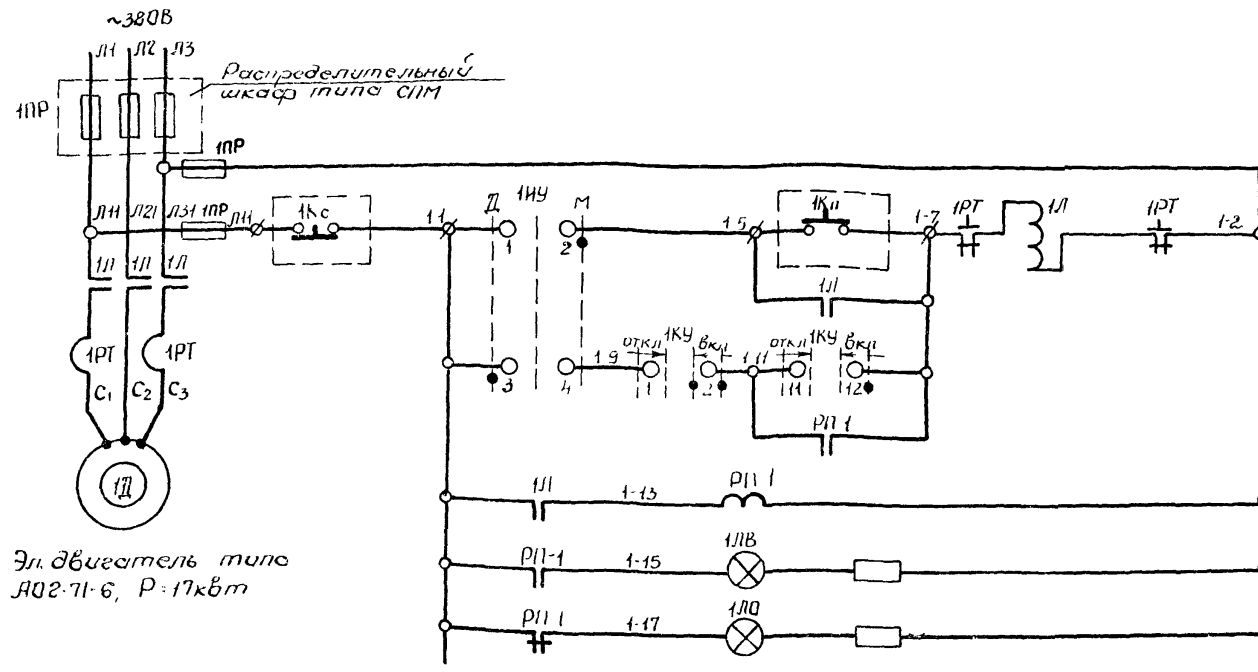 ~380В
Л1 Л2 Л3
Распределительный
шкаф типа СПМ
1ПР
1ПР
Л11 Л21 Л31 1ПР Л11
1Кс
1-1
Д 1ИУ М
1 2
1-5
1Кп
1-7
1РТ
1Л
1РТ
1-2
1Л 1Л 1Л
1Л
1РТ 1РТ
С1 С2 С3
3 4
1-9
откл 1КУ вкл
1 2
1-11
откл 1КУ вкл
11 12
РП-1
1Д
1Л 1-13 РП-1
РП-1 1-15 1ЛВ
РП-1 1-17 1ЛО
Эл. двигатель типа
АО2-71-6, Р=17квт